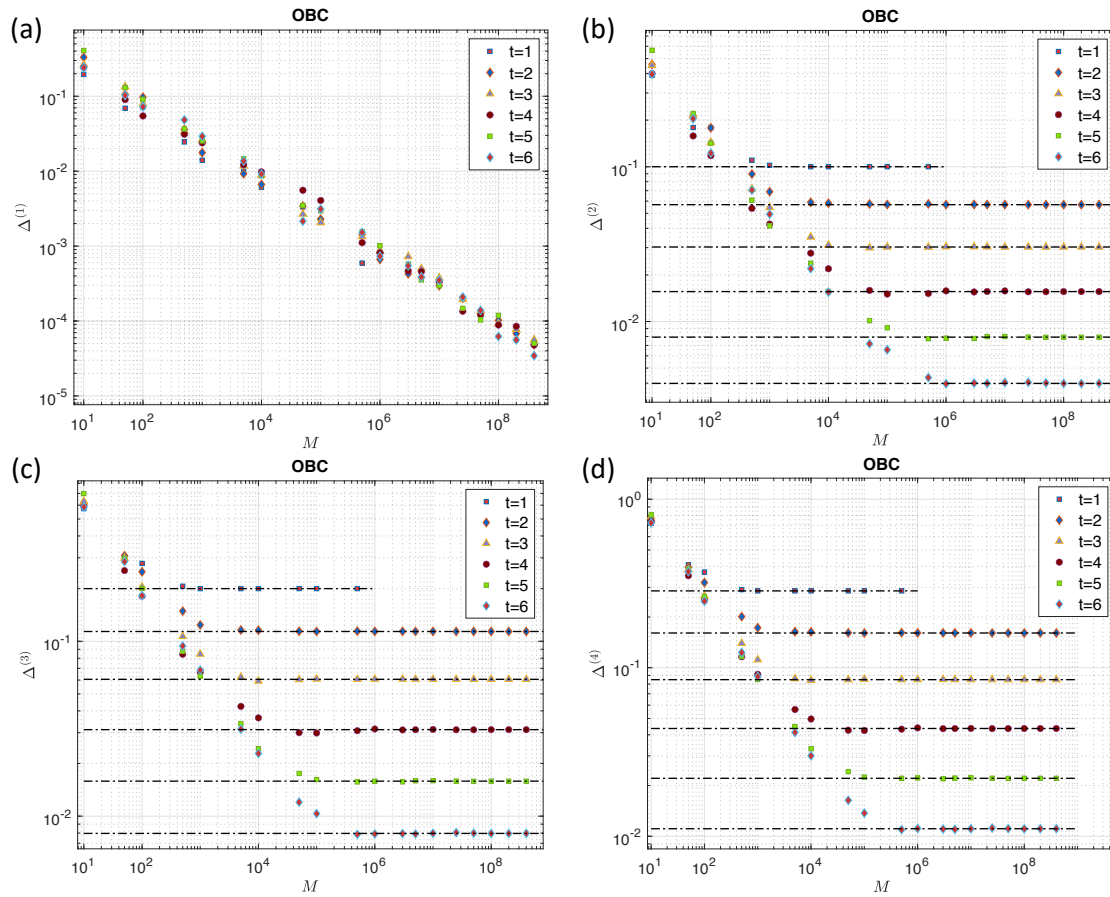 (a)
OBC
Δ^(1)
10^-1
10^-2
10^-3
10^-4
10^-5
t=1
t=2
t=3
t=4
t=5
t=6
10^1 10^2 10^4 10^6 10^8
M
(b)
OBC
Δ^(2)
10^-1
10^-2
t=1
t=2
t=3
t=4
t=5
t=6
10^1 10^2 10^4 10^6 10^8
M
(c)
OBC
Δ^(3)
10^-1
10^-2
t=1
t=2
t=3
t=4
t=5
t=6
10^1 10^2 10^4 10^6 10^8
M
(d)
OBC
Δ^(4)
10^0
10^-1
10^-2
t=1
t=2
t=3
t=4
t=5
t=6
10^1 10^2 10^4 10^6 10^8
M